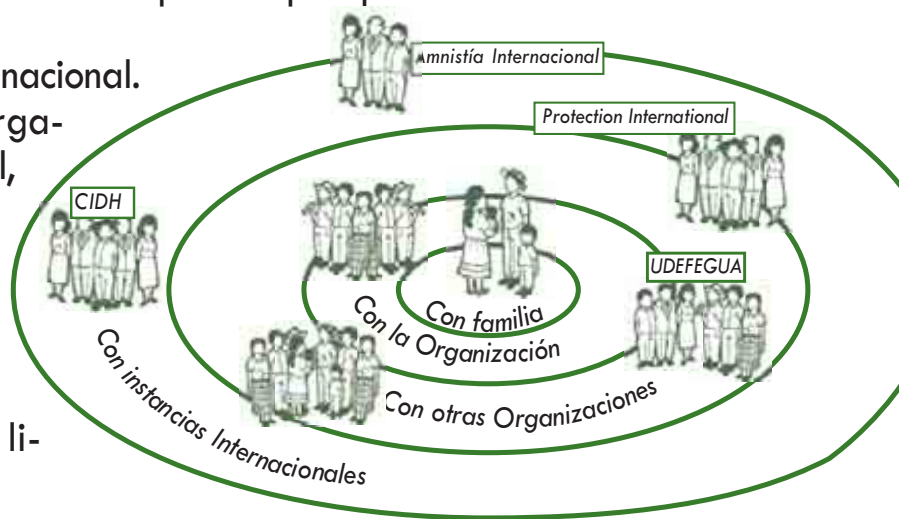 nacional.
rga-
l,
li-
Amnistía Internacional
Protection International
CIDH
UDEFEGUA
Con familia
Con la Organización
Con otras Organizaciones
Con instancias Internacionales